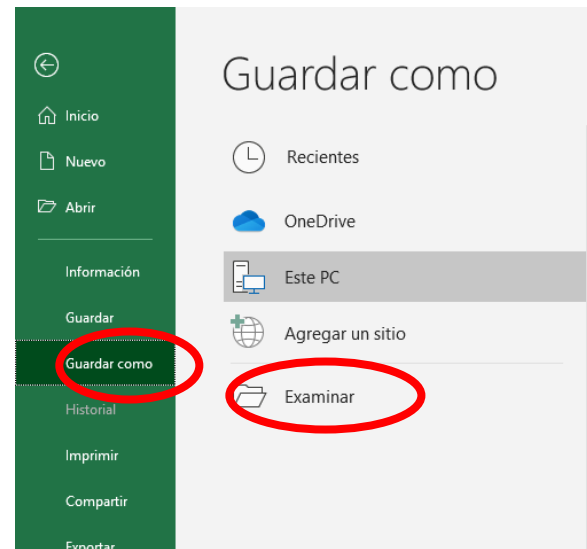 Guardar como
Inicio
Nuevo
Abrir
Información
Guardar
Guardar como
Historial
Imprimir
Compartir
Exportar
Recientes
OneDrive
Este PC
Agregar un sitio
Examinar